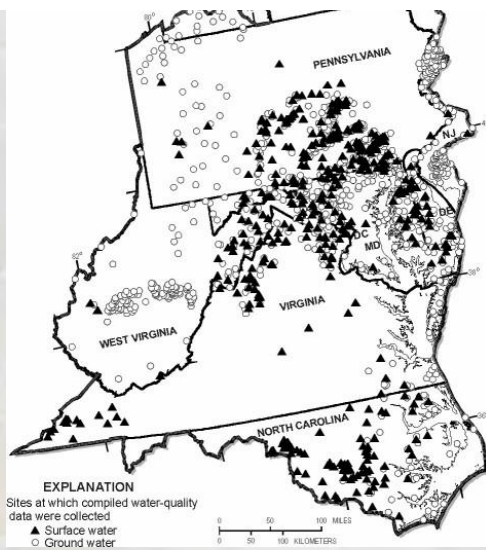 80°
PENNSYLVANIA
NJ
DE
DC
MD
38°
82°
VIRGINIA
WEST VIRGINIA
NORTH CAROLINA
36°
EXPLANATION
Sites at which compiled water-quality
data were collected
Surface water
Ground water
0 50 100 MILES
0 50 100 KILOMETERS